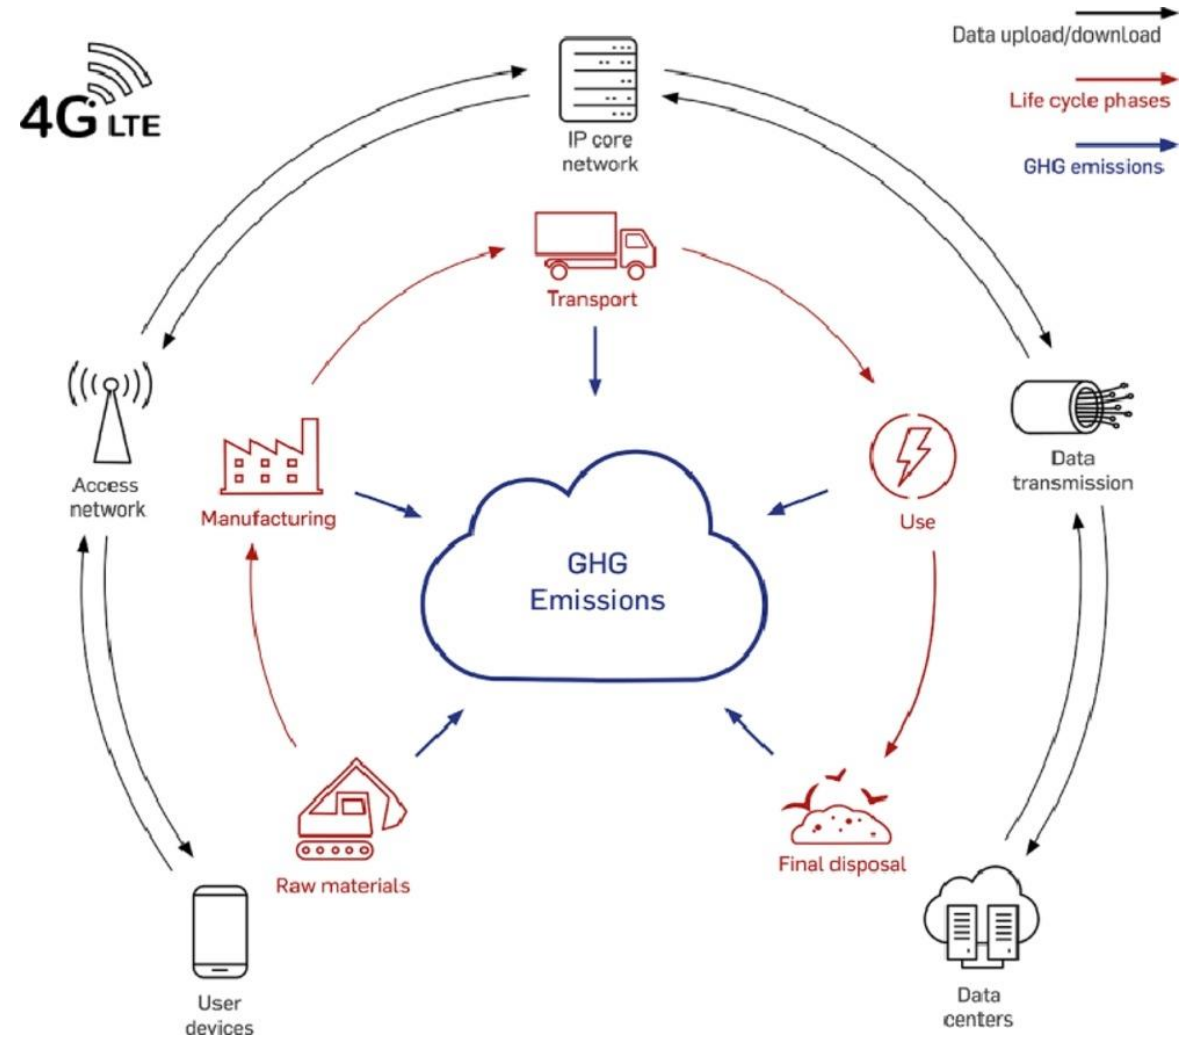 4G LTE
Data upload/download
Life cycle phases
GHG emissions
IP core
network
Transport
Access
network
Manufacturing
Use
Data
transmission
GHG
Emissions
Raw materials
Final disposal
User
devices
Data
centers